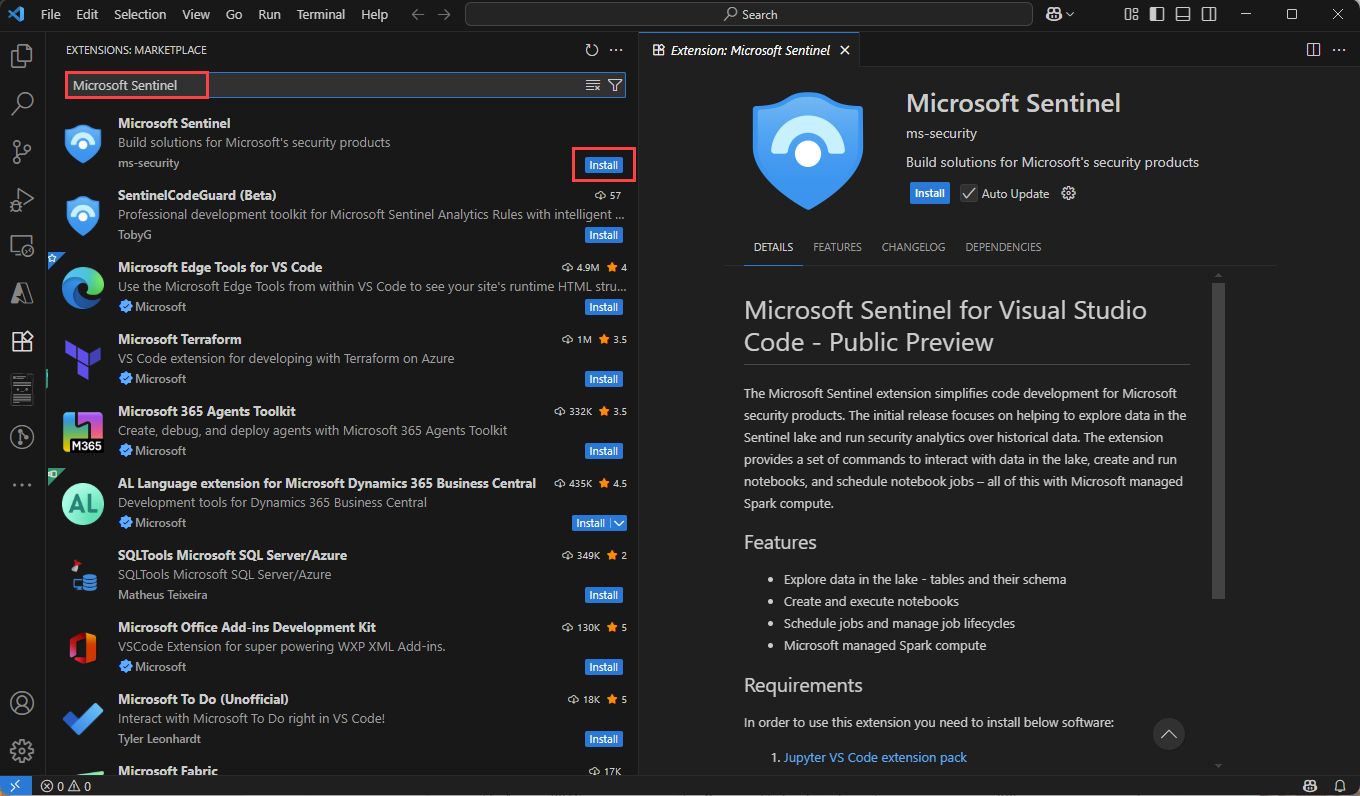 File Edit Selection View Go Run Terminal Help
Search
EXTENSIONS: MARKETPLACE
Microsoft Sentinel
Microsoft Sentinel
Build solutions for Microsoft's security products
ms-security
Install
SentinelCodeGuard (Beta)
57
Professional development toolkit for Microsoft Sentinel Analytics Rules with intelligent ...
TobyG
Install
Microsoft Edge Tools for VS Code
4.9M 4
Use the Microsoft Edge Tools from within VS Code to see your site's runtime HTML stru...
Microsoft
Install
Microsoft Terraform
1M 3.5
VS Code extension for developing with Terraform on Azure
Microsoft
Install
M365
Microsoft 365 Agents Toolkit
332K 3.5
Create, debug, and deploy agents with Microsoft 365 Agents Toolkit
Microsoft
Install
AL
AL Language extension for Microsoft Dynamics 365 Business Central
435K 4.5
Development tools for Dynamics 365 Business Central
Microsoft
Install
SQLTools Microsoft SQL Server/Azure
349K 2
SQLTools Microsoft SQL Server/Azure
Matheus Teixeira
Install
Microsoft Office Add-ins Development Kit
130K 5
VSCode Extension for super powering WXP XML Add-ins.
Microsoft
Install
Microsoft To Do (Unofficial)
18K 5
Interact with Microsoft To Do right in VS Code!
Tyler Leonhardt
Install
Microsoft Fabric
17K
Extension: Microsoft Sentinel
Microsoft Sentinel
ms-security
Build solutions for Microsoft's security products
Install Auto Update
DETAILS FEATURES CHANGELOG DEPENDENCIES
Microsoft Sentinel for Visual Studio
Code - Public Preview
The Microsoft Sentinel extension simplifies code development for Microsoft
security products. The initial release focuses on helping to explore data in the
Sentinel lake and run security analytics over historical data. The extension
provides a set of commands to interact with data in the lake, create and run
notebooks, and schedule notebook jobs – all of this with Microsoft managed
Spark compute.
Features
• Explore data in the lake - tables and their schema
• Create and execute notebooks
• Schedule jobs and manage job lifecycles
• Microsoft managed Spark compute
Requirements
In order to use this extension you need to install below software:
1. Jupyter VS Code extension pack
0 0